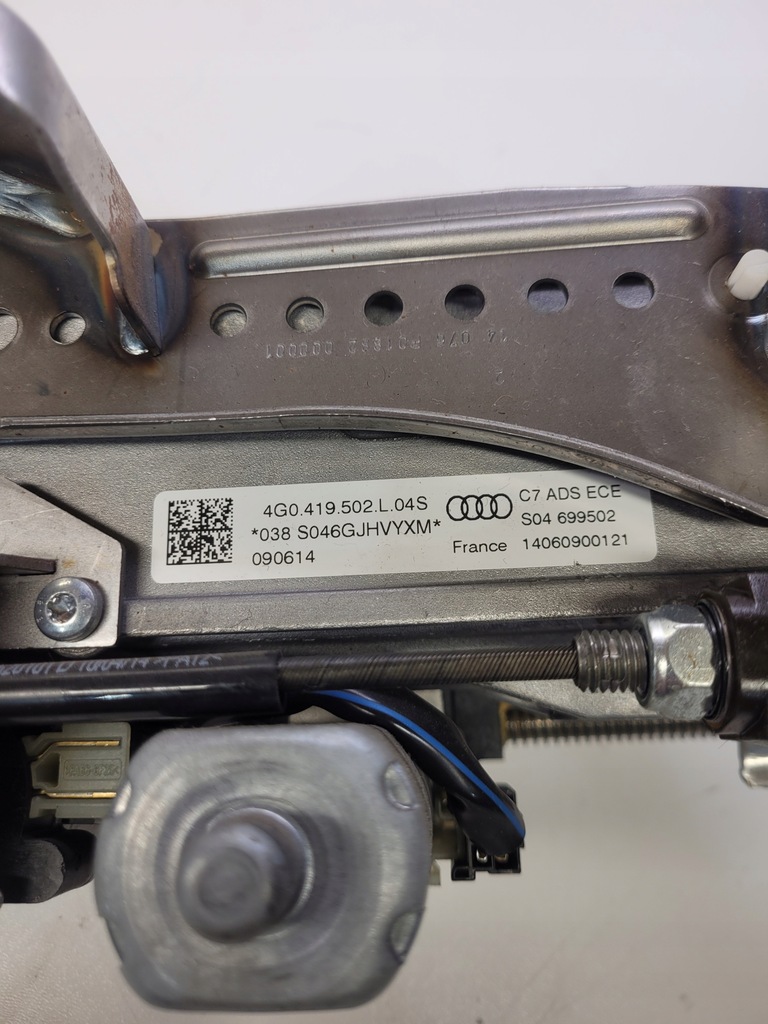 4G0.419.502.L.04S
*038 S046GJHVYXM*
090614
C7 ADS ECE
S04 699502
France 14060900121